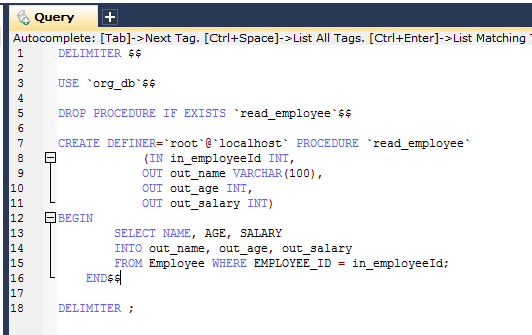 Query
Autocomplete: [Tab]->Next Tag. [Ctrl+Space]->List All Tags. [Ctrl+Enter]->List Matching
1 DELIMITER $$
2
3 USE `org_db`$$
4
5 DROP PROCEDURE IF EXISTS `read_employee`$$
6
7 CREATE DEFINER=`root`@`localhost` PROCEDURE `read_employee`
8 (IN in_employeeId INT,
9 OUT out_name VARCHAR(100),
10 OUT out_age INT,
11 OUT out_salary INT)
12 BEGIN
13 SELECT NAME, AGE, SALARY
14 INTO out_name, out_age, out_salary
15 FROM Employee WHERE EMPLOYEE_ID = in_employeeId;
16 END$$
17
18 DELIMITER ;